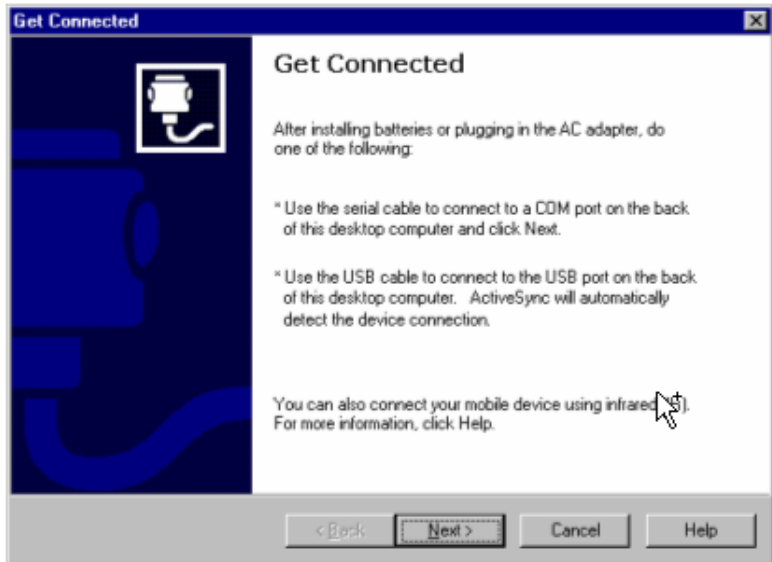 Get Connected
Get Connected
After installing batteries or plugging in the AC adapter, do
one of the following:
* Use the serial cable to connect to a COM port on the back
of this desktop computer and click Next.
* Use the USB cable to connect to the USB port on the back
of this desktop computer. ActiveSync will automatically
detect the device connection.
You can also connect your mobile device using infrared
For more information, click Help.
< Back Next > Cancel Help